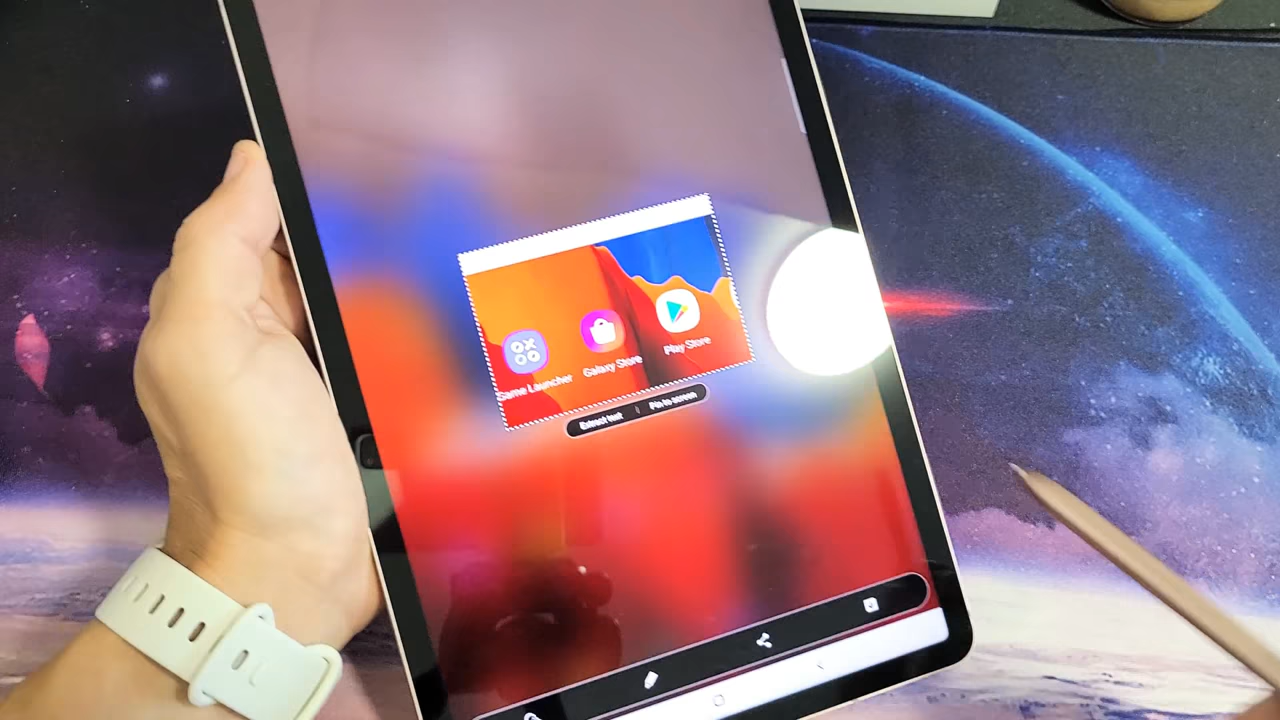 Game Launcher
Galaxy Store
Play Store
Extract text
Pin to screen